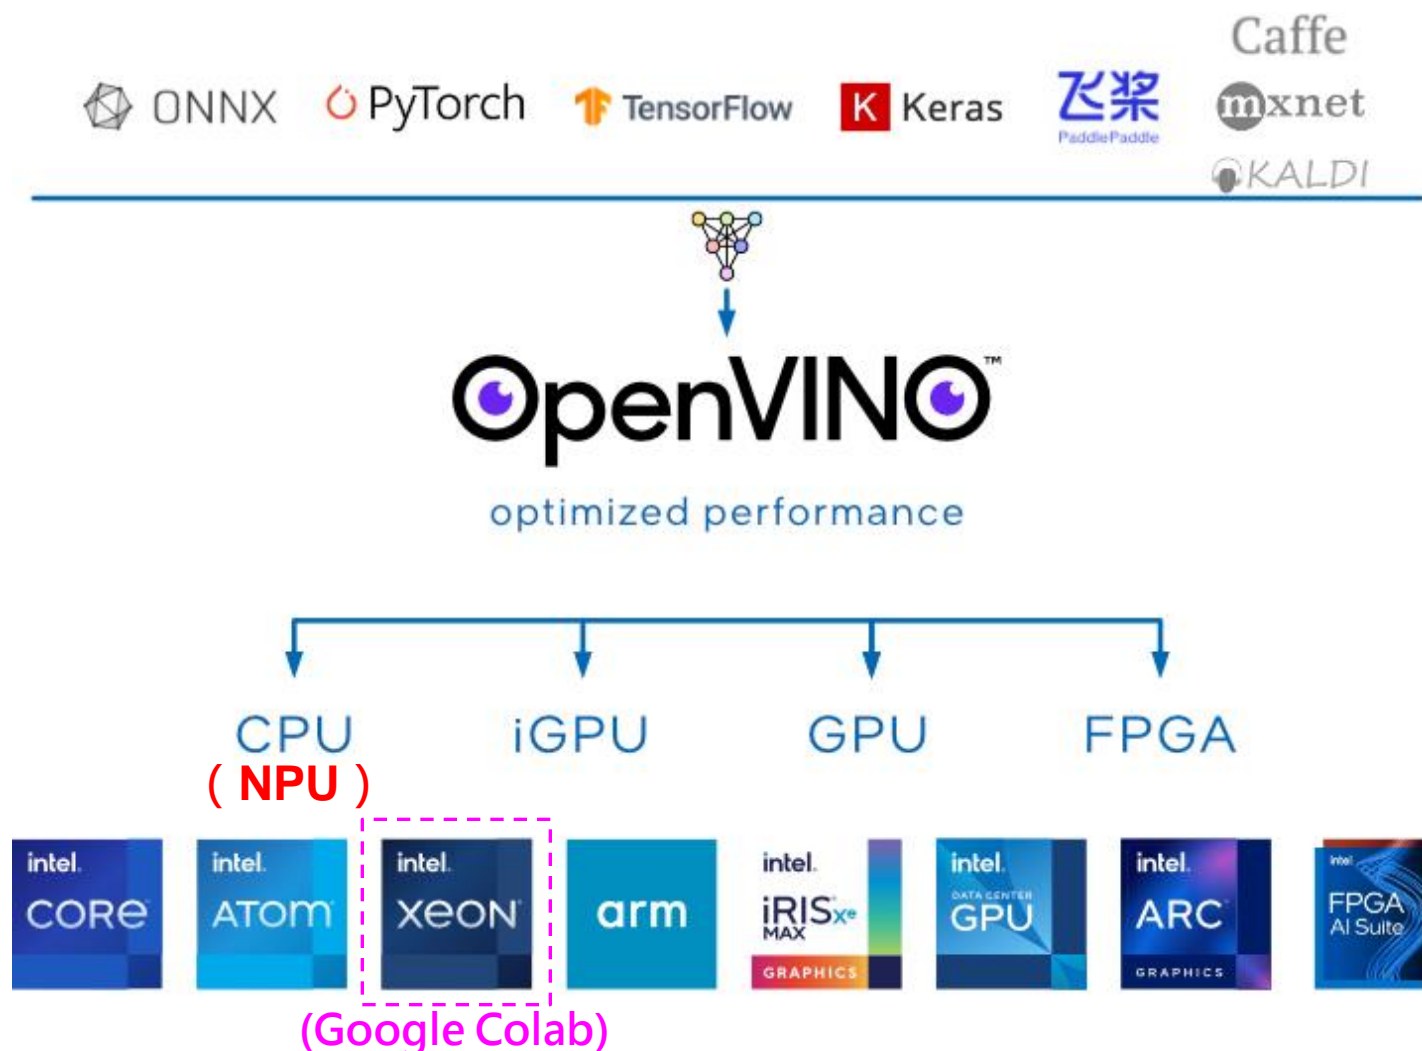 ONNX
PyTorch
TensorFlow
K Keras
飞桨
PaddlePaddle
Caffe
mxnet
KALDI
OpenVINO™
optimized performance
CPU
( NPU )
iGPU
GPU
FPGA
intel.
CORE
intel.
ATOM
intel.
XEON
arm
intel.
iRIS Xe
MAX
GRAPHICS
intel.
DATA CENTER
GPU
intel.
ARC
GRAPHICS
intel
FPGA
AI Suite
(Google Colab)